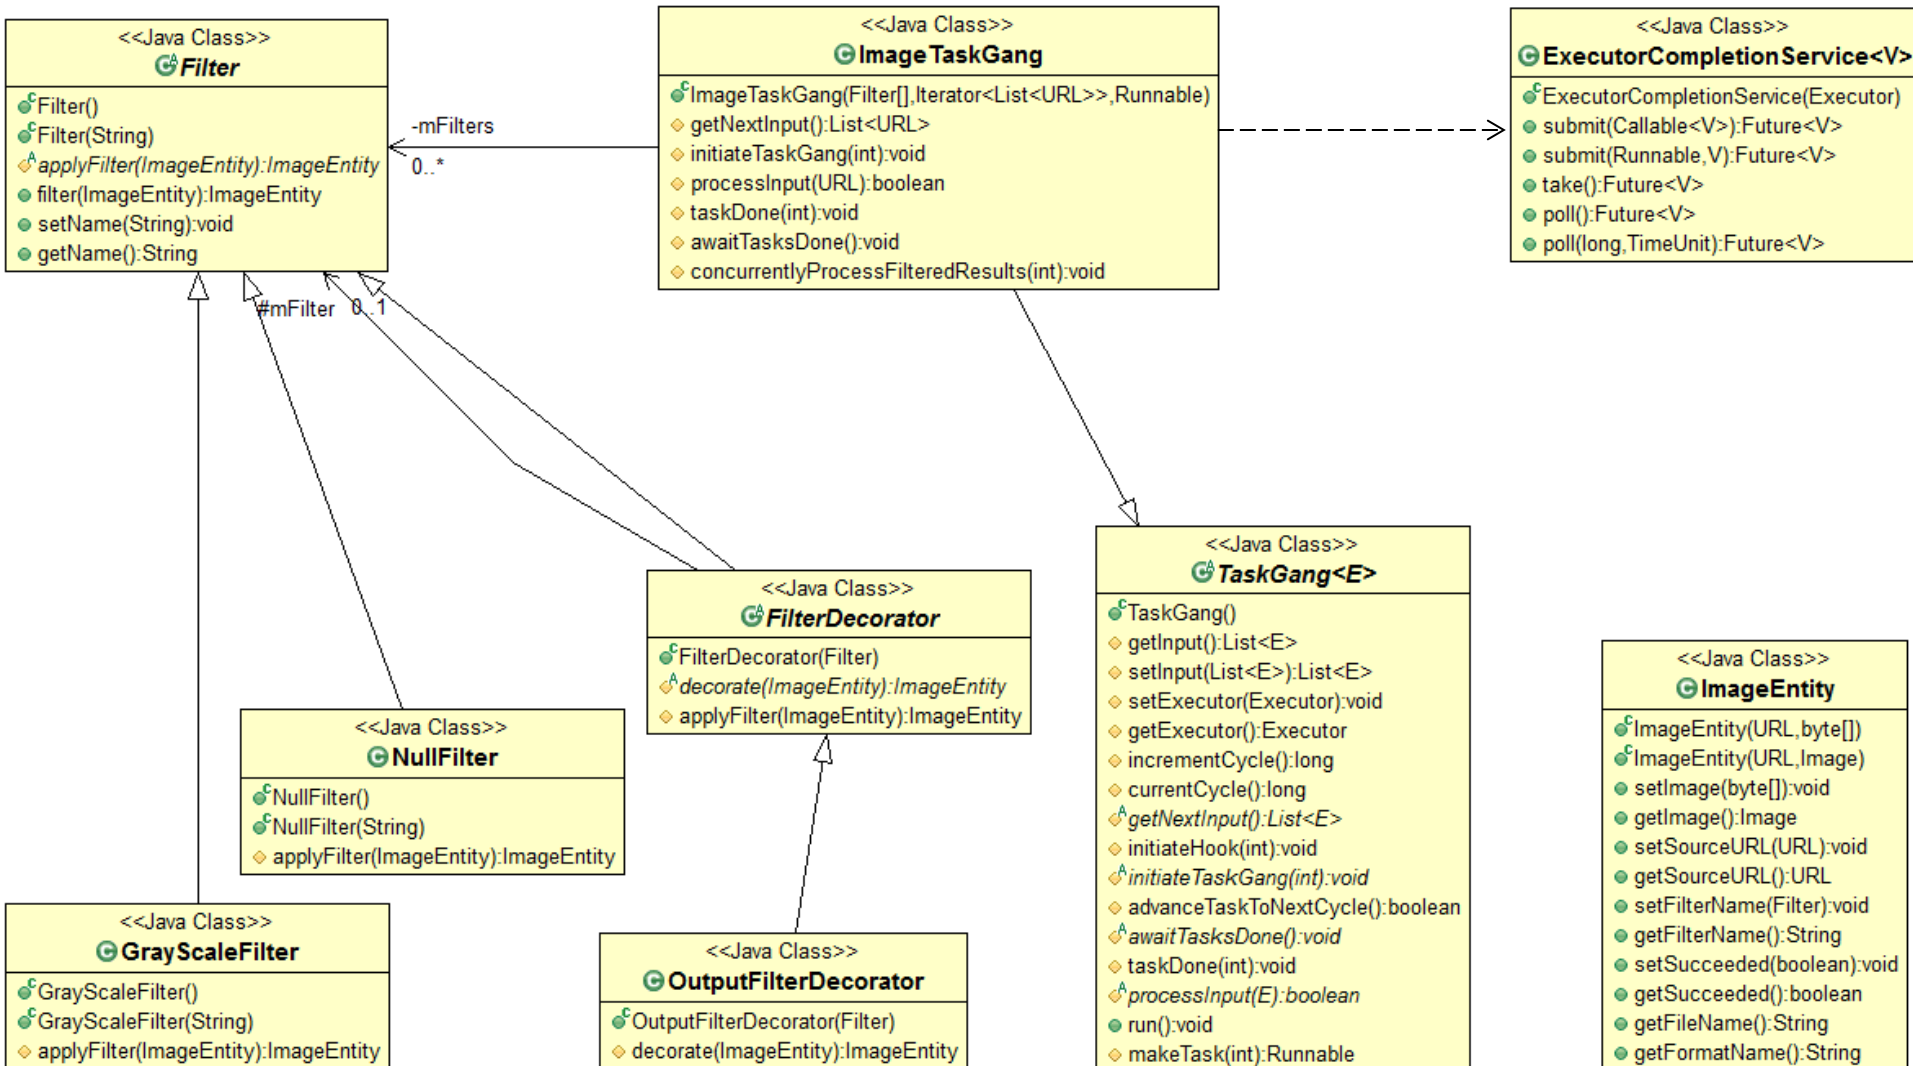 <<Java Class>>
Filter
Filter()
Filter(String)
applyFilter(ImageEntity):ImageEntity
filter(ImageEntity):ImageEntity
setName(String):void
getName():String
-mFilters
0..*
<<Java Class>>
ImageTaskGang
ImageTaskGang(Filter[],Iterator<List<URL>>,Runnable)
getNextInput():List<URL>
initiateTaskGang(int):void
processInput(URL):boolean
taskDone(int):void
awaitTasksDone():void
concurrentlyProcessFilteredResults(int):void
<<Java Class>>
ExecutorCompletionService<V>
ExecutorCompletionService(Executor)
submit(Callable<V>):Future<V>
submit(Runnable,V):Future<V>
take():Future<V>
poll():Future<V>
poll(long,TimeUnit):Future<V>
#mFilter 0..1
<<Java Class>>
FilterDecorator
FilterDecorator(Filter)
decorate(ImageEntity):ImageEntity
applyFilter(ImageEntity):ImageEntity
<<Java Class>>
TaskGang<E>
TaskGang()
getInput():List<E>
setInput(List<E>):List<E>
setExecutor(Executor):void
getExecutor():Executor
incrementCycle():long
currentCycle():long
getNextInput():List<E>
initiateHook(int):void
initiateTaskGang(int):void
advanceTaskToNextCycle():boolean
awaitTasksDone():void
taskDone(int):void
processInput(E):boolean
run():void
makeTask(int):Runnable
<<Java Class>>
ImageEntity
ImageEntity(URL,byte[])
ImageEntity(URL,Image)
setImage(byte[]):void
getImage():Image
setSourceURL(URL):void
getSourceURL():URL
setFilterName(Filter):void
getFilterName():String
setSucceeded(boolean):void
getSucceeded():boolean
getFileName():String
getFormatName():String
<<Java Class>>
NullFilter
NullFilter()
NullFilter(String)
applyFilter(ImageEntity):ImageEntity
<<Java Class>>
GrayScaleFilter
GrayScaleFilter()
GrayScaleFilter(String)
applyFilter(ImageEntity):ImageEntity
<<Java Class>>
OutputFilterDecorator
OutputFilterDecorator(Filter)
decorate(ImageEntity):ImageEntity